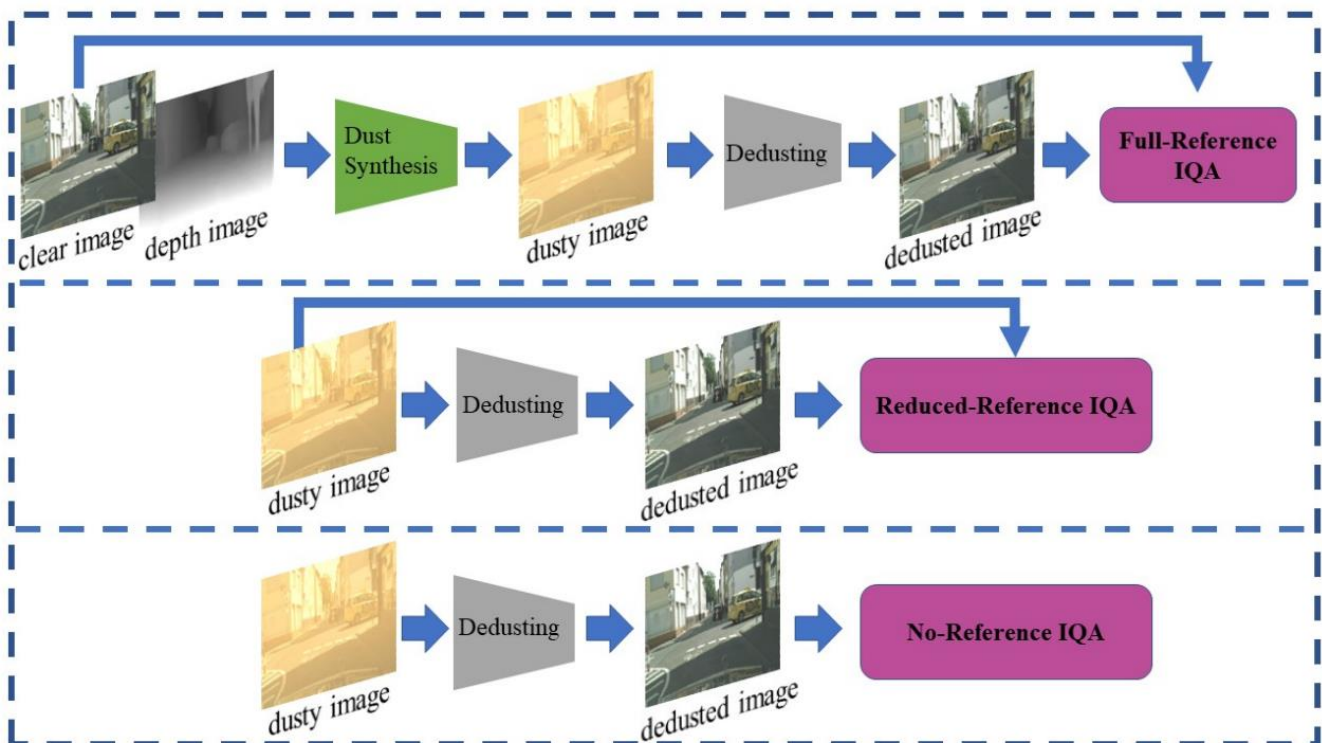 clear image
depth image
Dust
Synthesis
dusty image
Dedusting
dedusted image
Full-Reference
IQA
dusty image
Dedusting
dedusted image
Reduced-Reference IQA
dusty image
Dedusting
dedusted image
No-Reference IQA